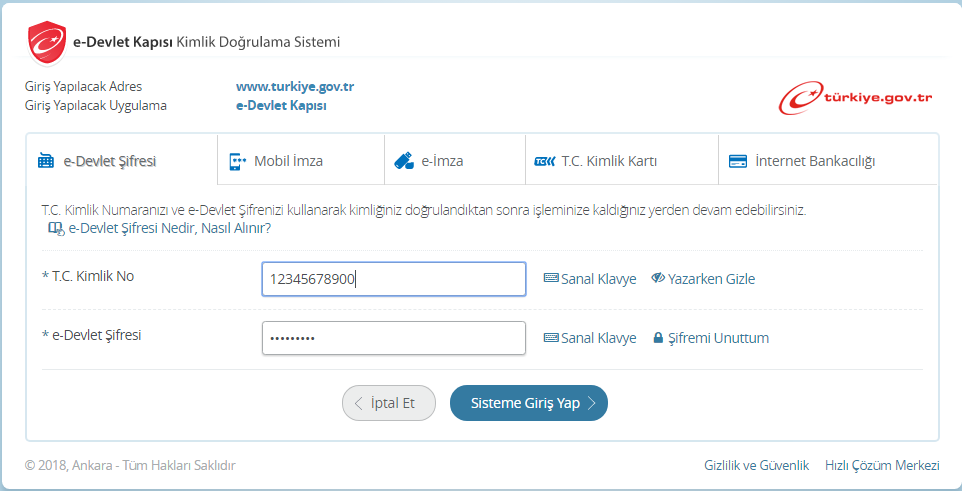 e-Devlet Kapısı Kimlik Doğrulama Sistemi
Giriş Yapılacak Adres www.turkiye.gov.tr
Giriş Yapılacak Uygulama e-Devlet Kapısı
türkiye.gov.tr
e-Devlet Şifresi Mobil İmza e-İmza T.C. Kimlik Kartı İnternet Bankacılığı
T.C. Kimlik Numaranızı ve e-Devlet Şifrenizi kullanarak kimliğiniz doğrulandıktan sonra işleminize kaldığınız yerden devam edebilirsiniz.
e-Devlet Şifresi Nedir, Nasıl Alınır?
* T.C. Kimlik No 12345678900 Sanal Klavye Yazarken Gizle
* e-Devlet Şifresi ••••••••• Sanal Klavye Şifremi Unuttum
İptal Et Sisteme Giriş Yap
© 2018, Ankara - Tüm Hakları Saklıdır Gizlilik ve Güvenlik Hızlı Çözüm Merkezi